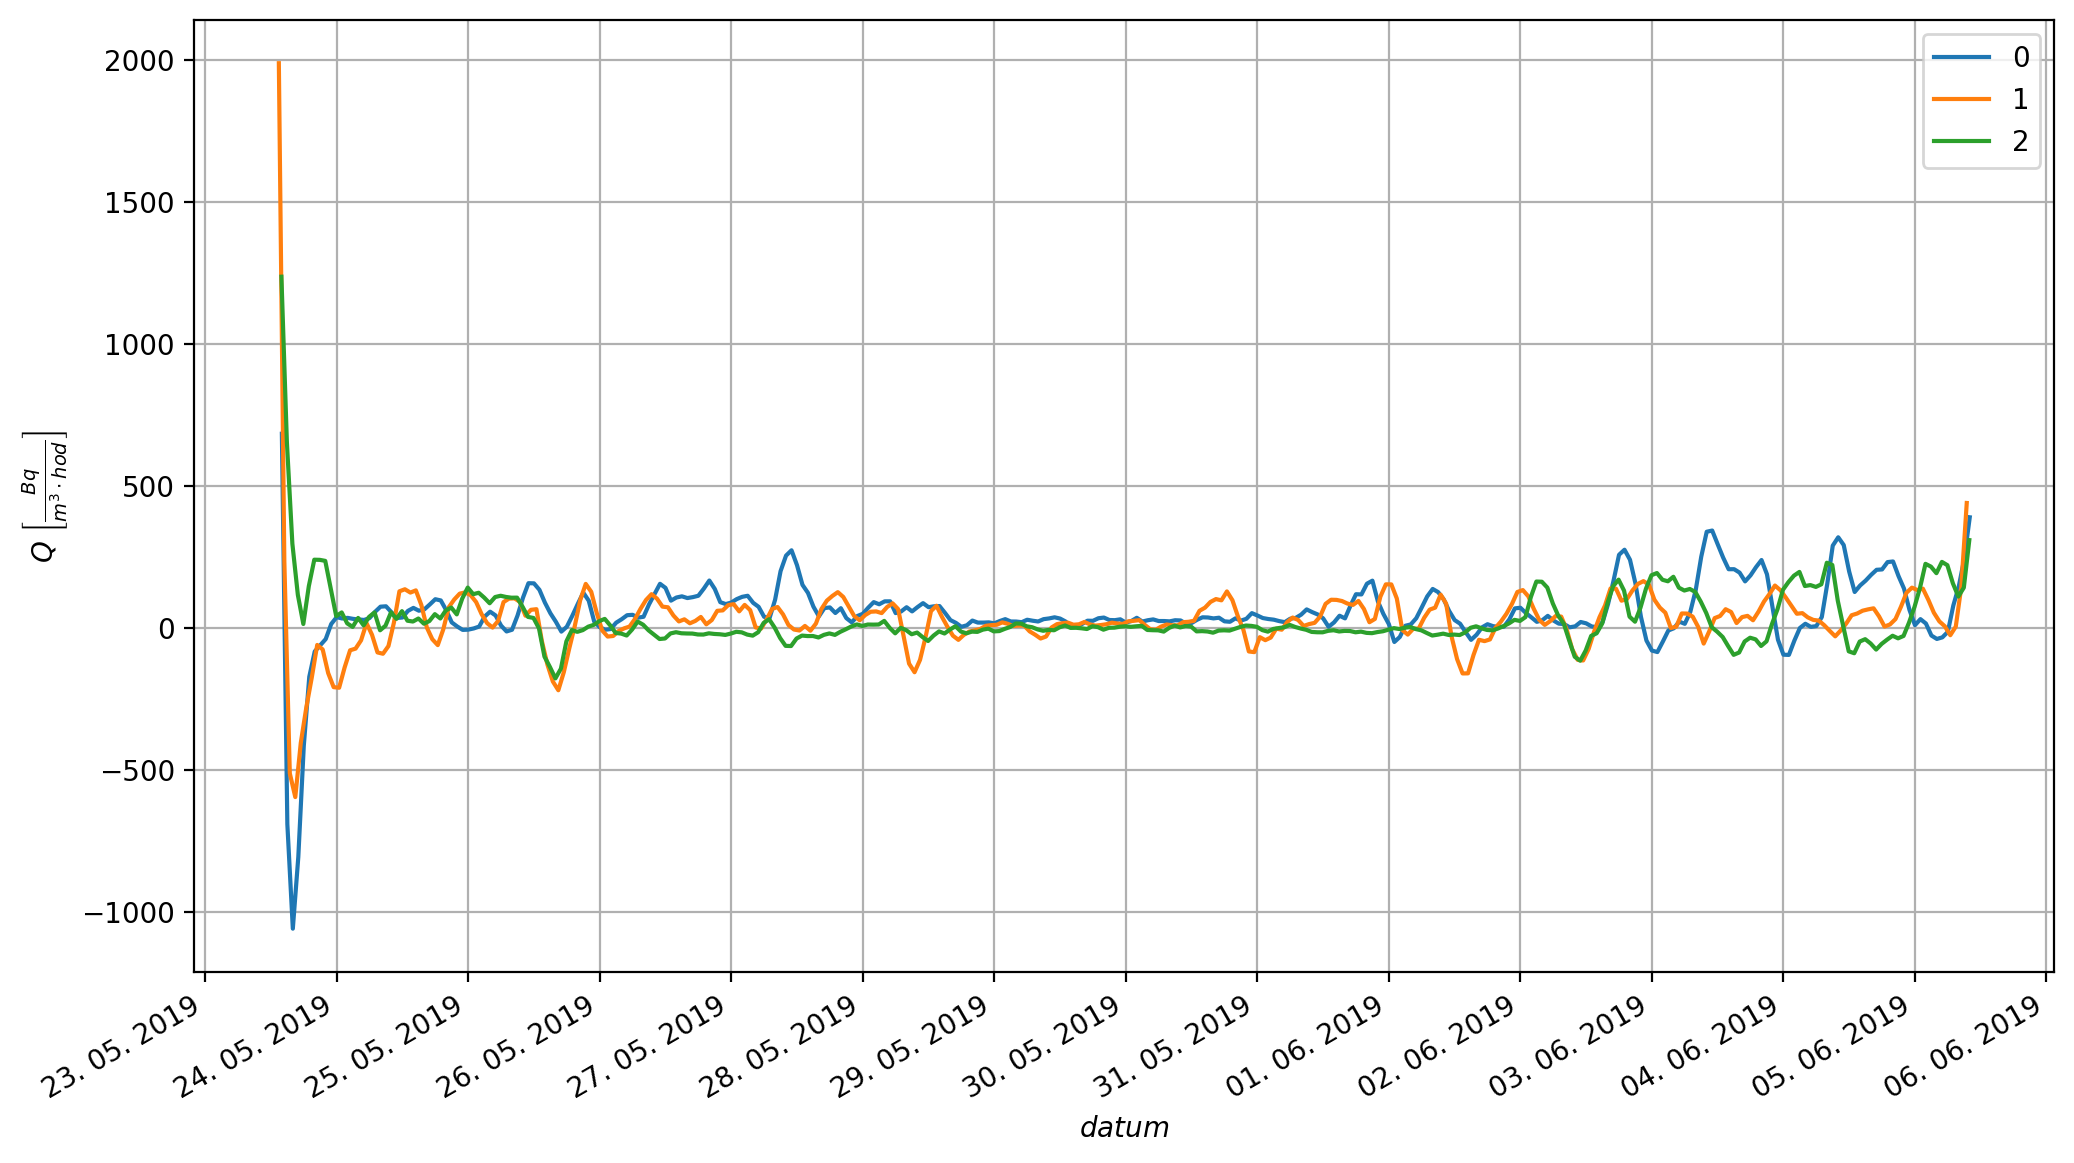 2000
1500
1000
500
0
−500
−1000
Q [Bq / m³ · hod]
0
1
2
23. 05. 2019
24. 05. 2019
25. 05. 2019
26. 05. 2019
27. 05. 2019
28. 05. 2019
29. 05. 2019
30. 05. 2019
31. 05. 2019
01. 06. 2019
02. 06. 2019
03. 06. 2019
04. 06. 2019
05. 06. 2019
06. 06. 2019
datum